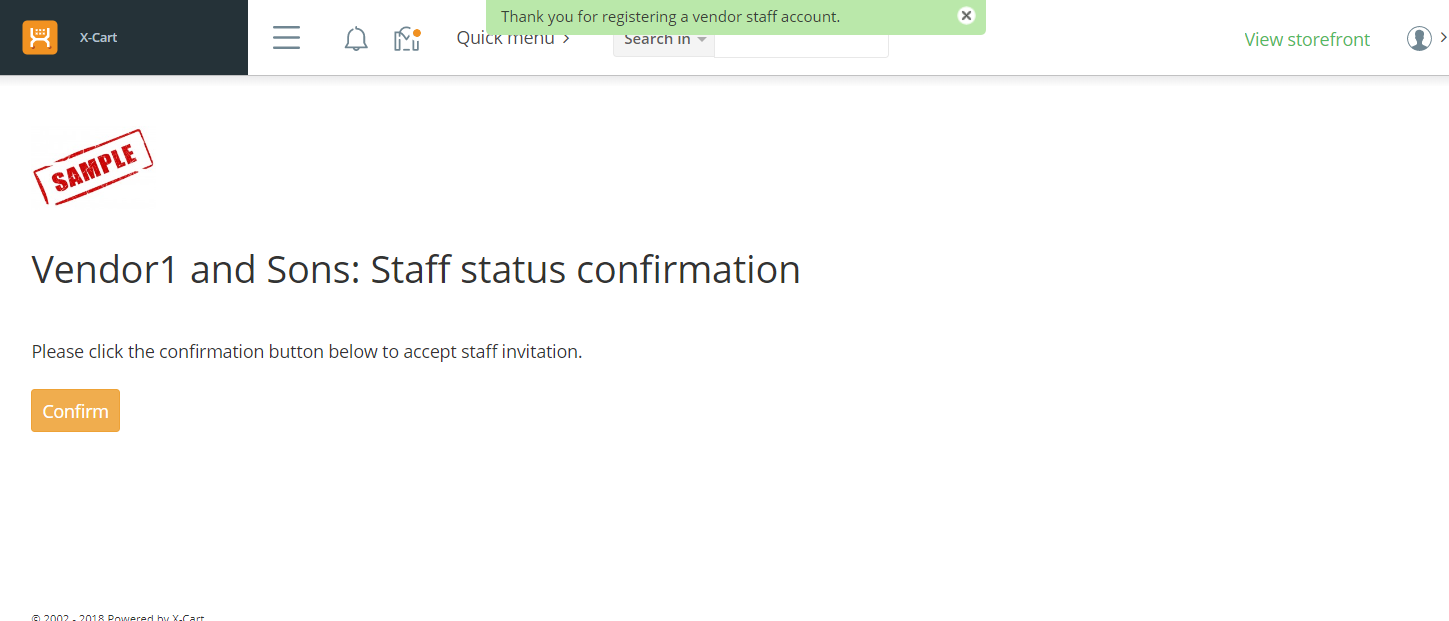 X-Cart
Quick menu
Search in
Thank you for registering a vendor staff account.
View storefront
SAMPLE
Vendor1 and Sons: Staff status confirmation
Please click the confirmation button below to accept staff invitation.
Confirm
© 2002 - 2018 Powered by X-Cart